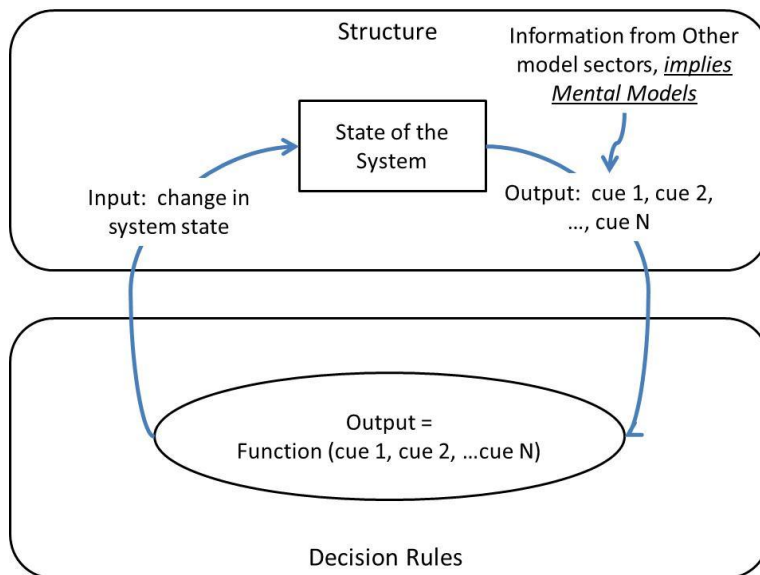 Structure
Information from Other
model sectors, implies
Mental Models
State of the
System
Input:  change in
system state
Output:  cue 1, cue 2,
…, cue N
Output =
Function (cue 1, cue 2, …cue N)
Decision Rules